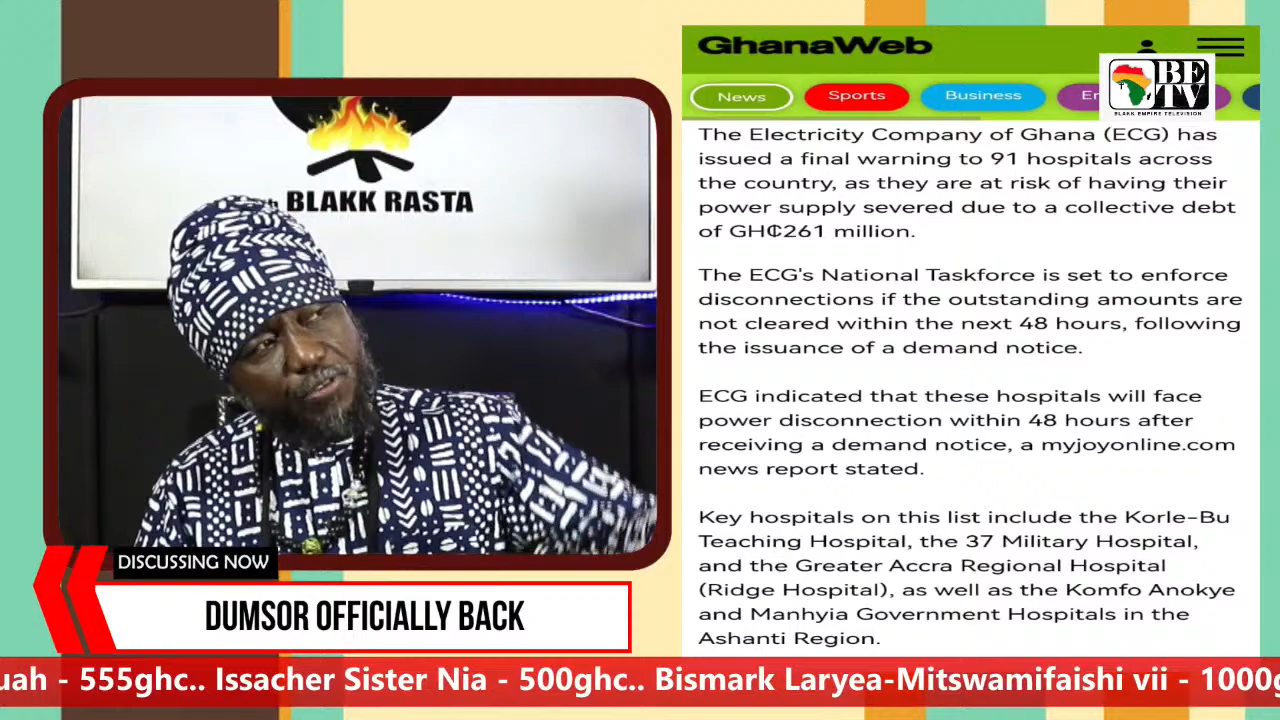 BLAKK RASTA
DISCUSSING NOW
DUMSOR OFFICIALLY BACK
GhanaWeb
News
Sports
Business
BETV
BLAKK EMPIRE TELEVISION
The Electricity Company of Ghana (ECG) has
issued a final warning to 91 hospitals across
the country, as they are at risk of having their
power supply severed due to a collective debt
of GH₵261 million.
The ECG's National Taskforce is set to enforce
disconnections if the outstanding amounts are
not cleared within the next 48 hours, following
the issuance of a demand notice.
ECG indicated that these hospitals will face
power disconnection within 48 hours after
receiving a demand notice, a myjoyonline.com
news report stated.
Key hospitals on this list include the Korle-Bu
Teaching Hospital, the 37 Military Hospital,
and the Greater Accra Regional Hospital
(Ridge Hospital), as well as the Komfo Anokye
and Manhyia Government Hospitals in the
Ashanti Region.
uah - 555ghc.. Issacher Sister Nia - 500ghc.. Bismark Laryea-Mitswamifaishi vii - 1000g